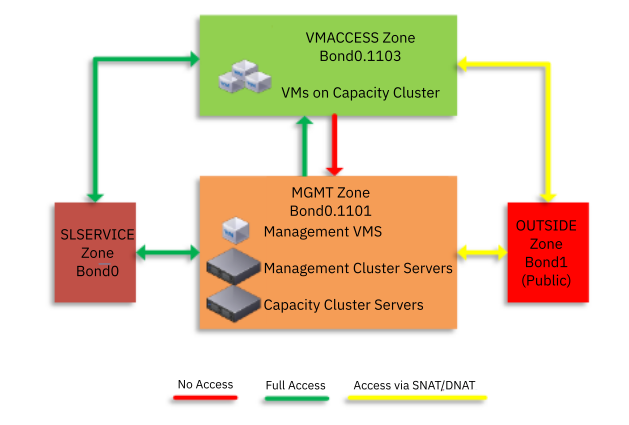 VMACCESS Zone
Bond0.1103
VMs on Capacity Cluster
MGMT Zone
Bond0.1101
Management VMS
Management Cluster Servers
Capacity Cluster Servers
SLSERVICE
Zone
Bond0
OUTSIDE
Zone
Bond1
(Public)
No Access
Full Access
Access via SNAT/DNAT